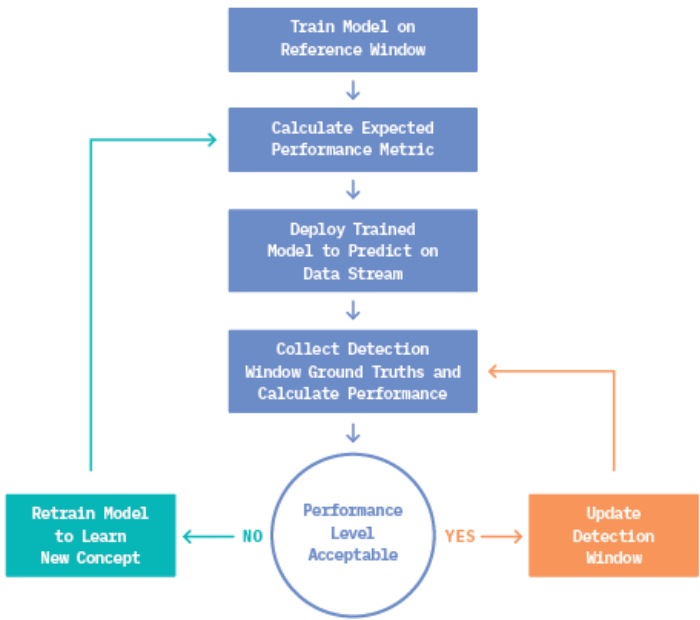 Train Model on
Reference Window
Calculate Expected
Performance Metric
Deploy Trained
Model to Predict on
Data Stream
Collect Detection
Window Ground Truths and
Calculate Performance
Performance
Level
Acceptable
NO
YES
Retrain Model
to Learn
New Concept
Update
Detection
Window